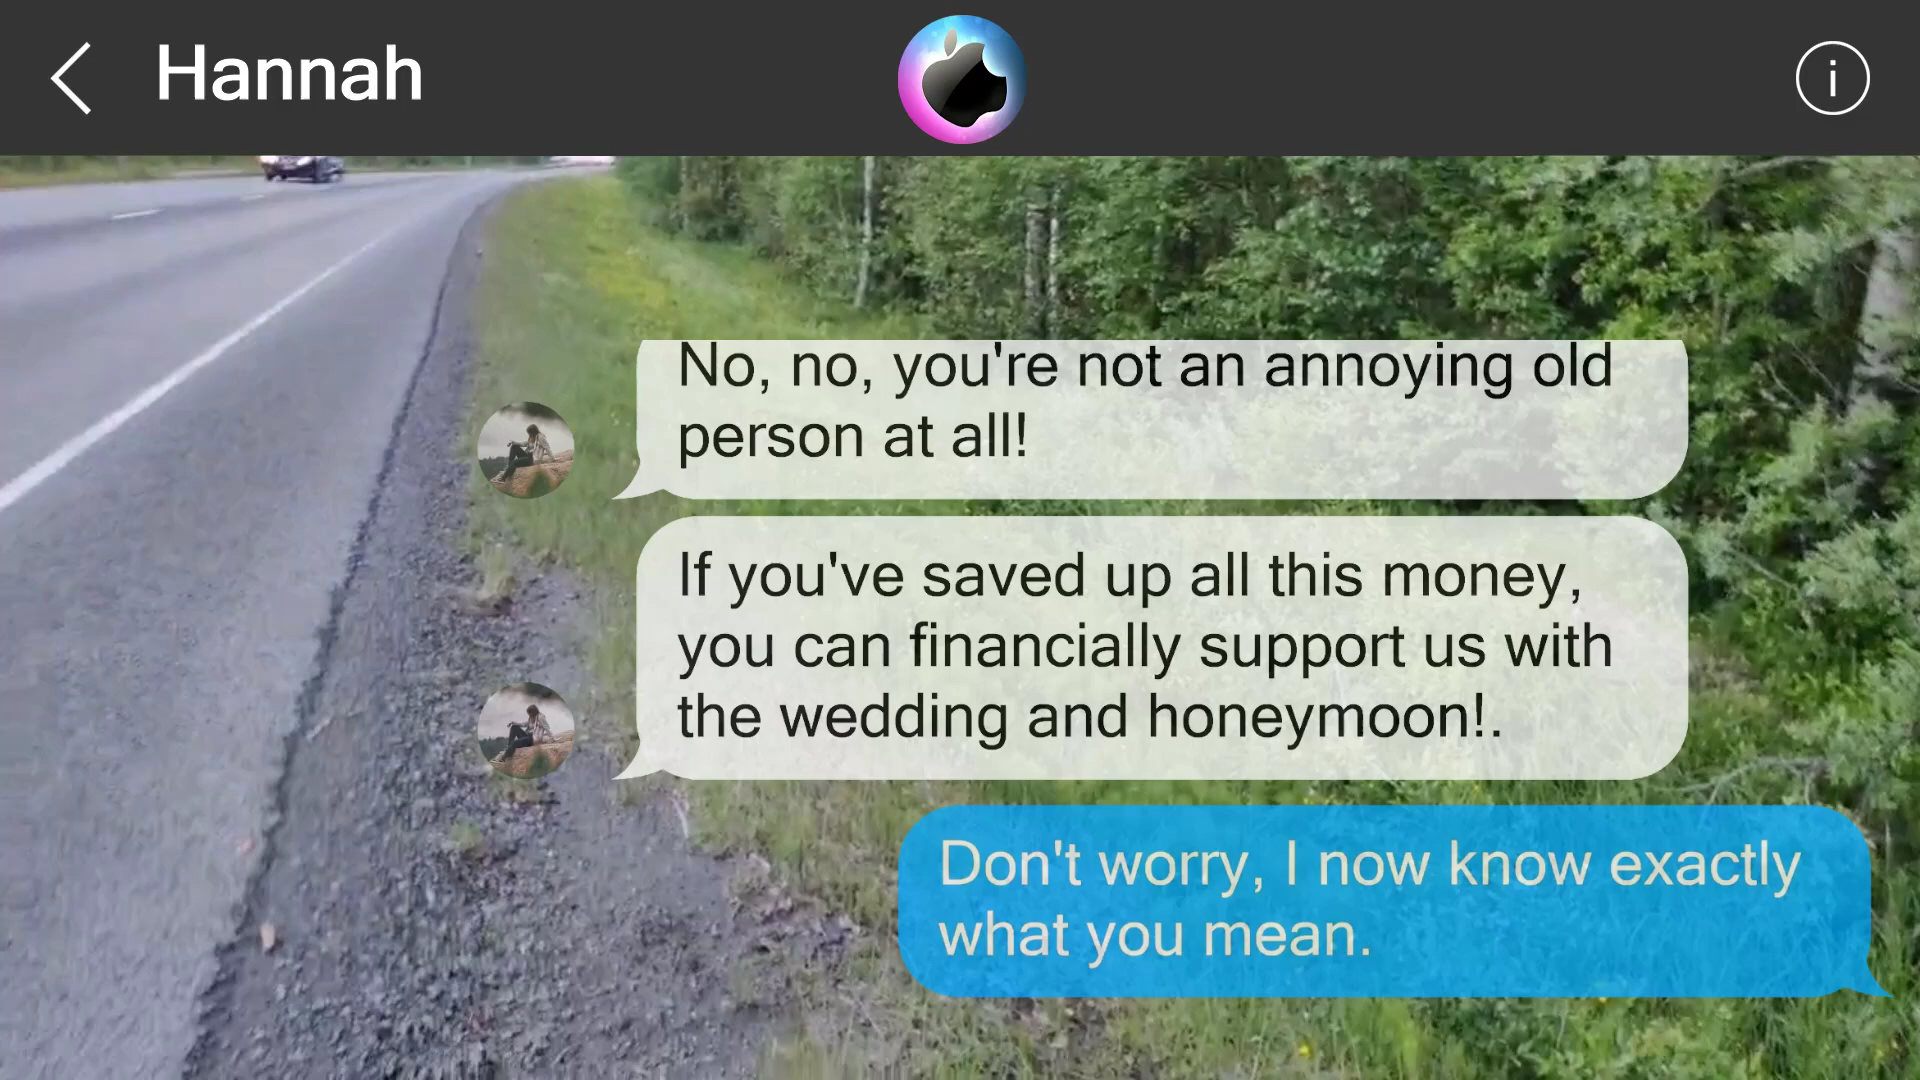 Hannah
i
No, no, you're not an annoying old
person at all!
If you've saved up all this money,
you can financially support us with
the wedding and honeymoon!.
Don't worry, I now know exactly
what you mean.